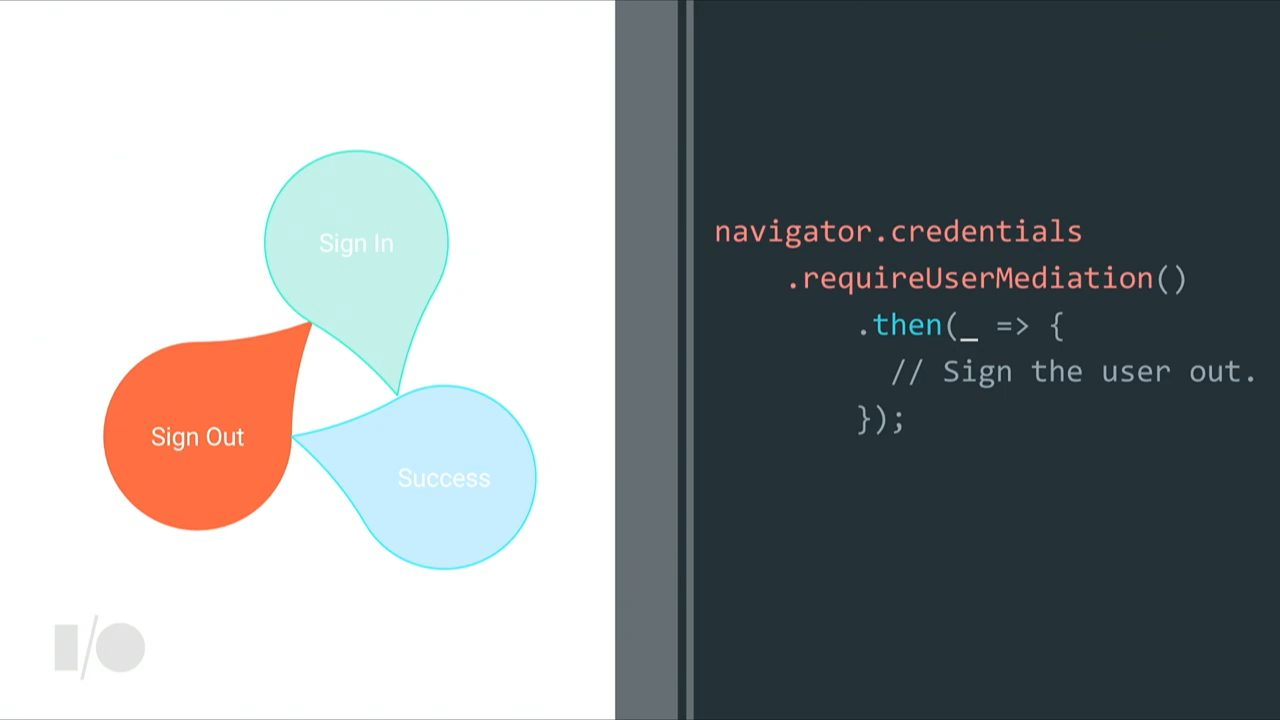 Sign In
Sign Out
Success
I/O
navigator.credentials
.requireUserMediation()
.then(_ => {
// Sign the user out.
});